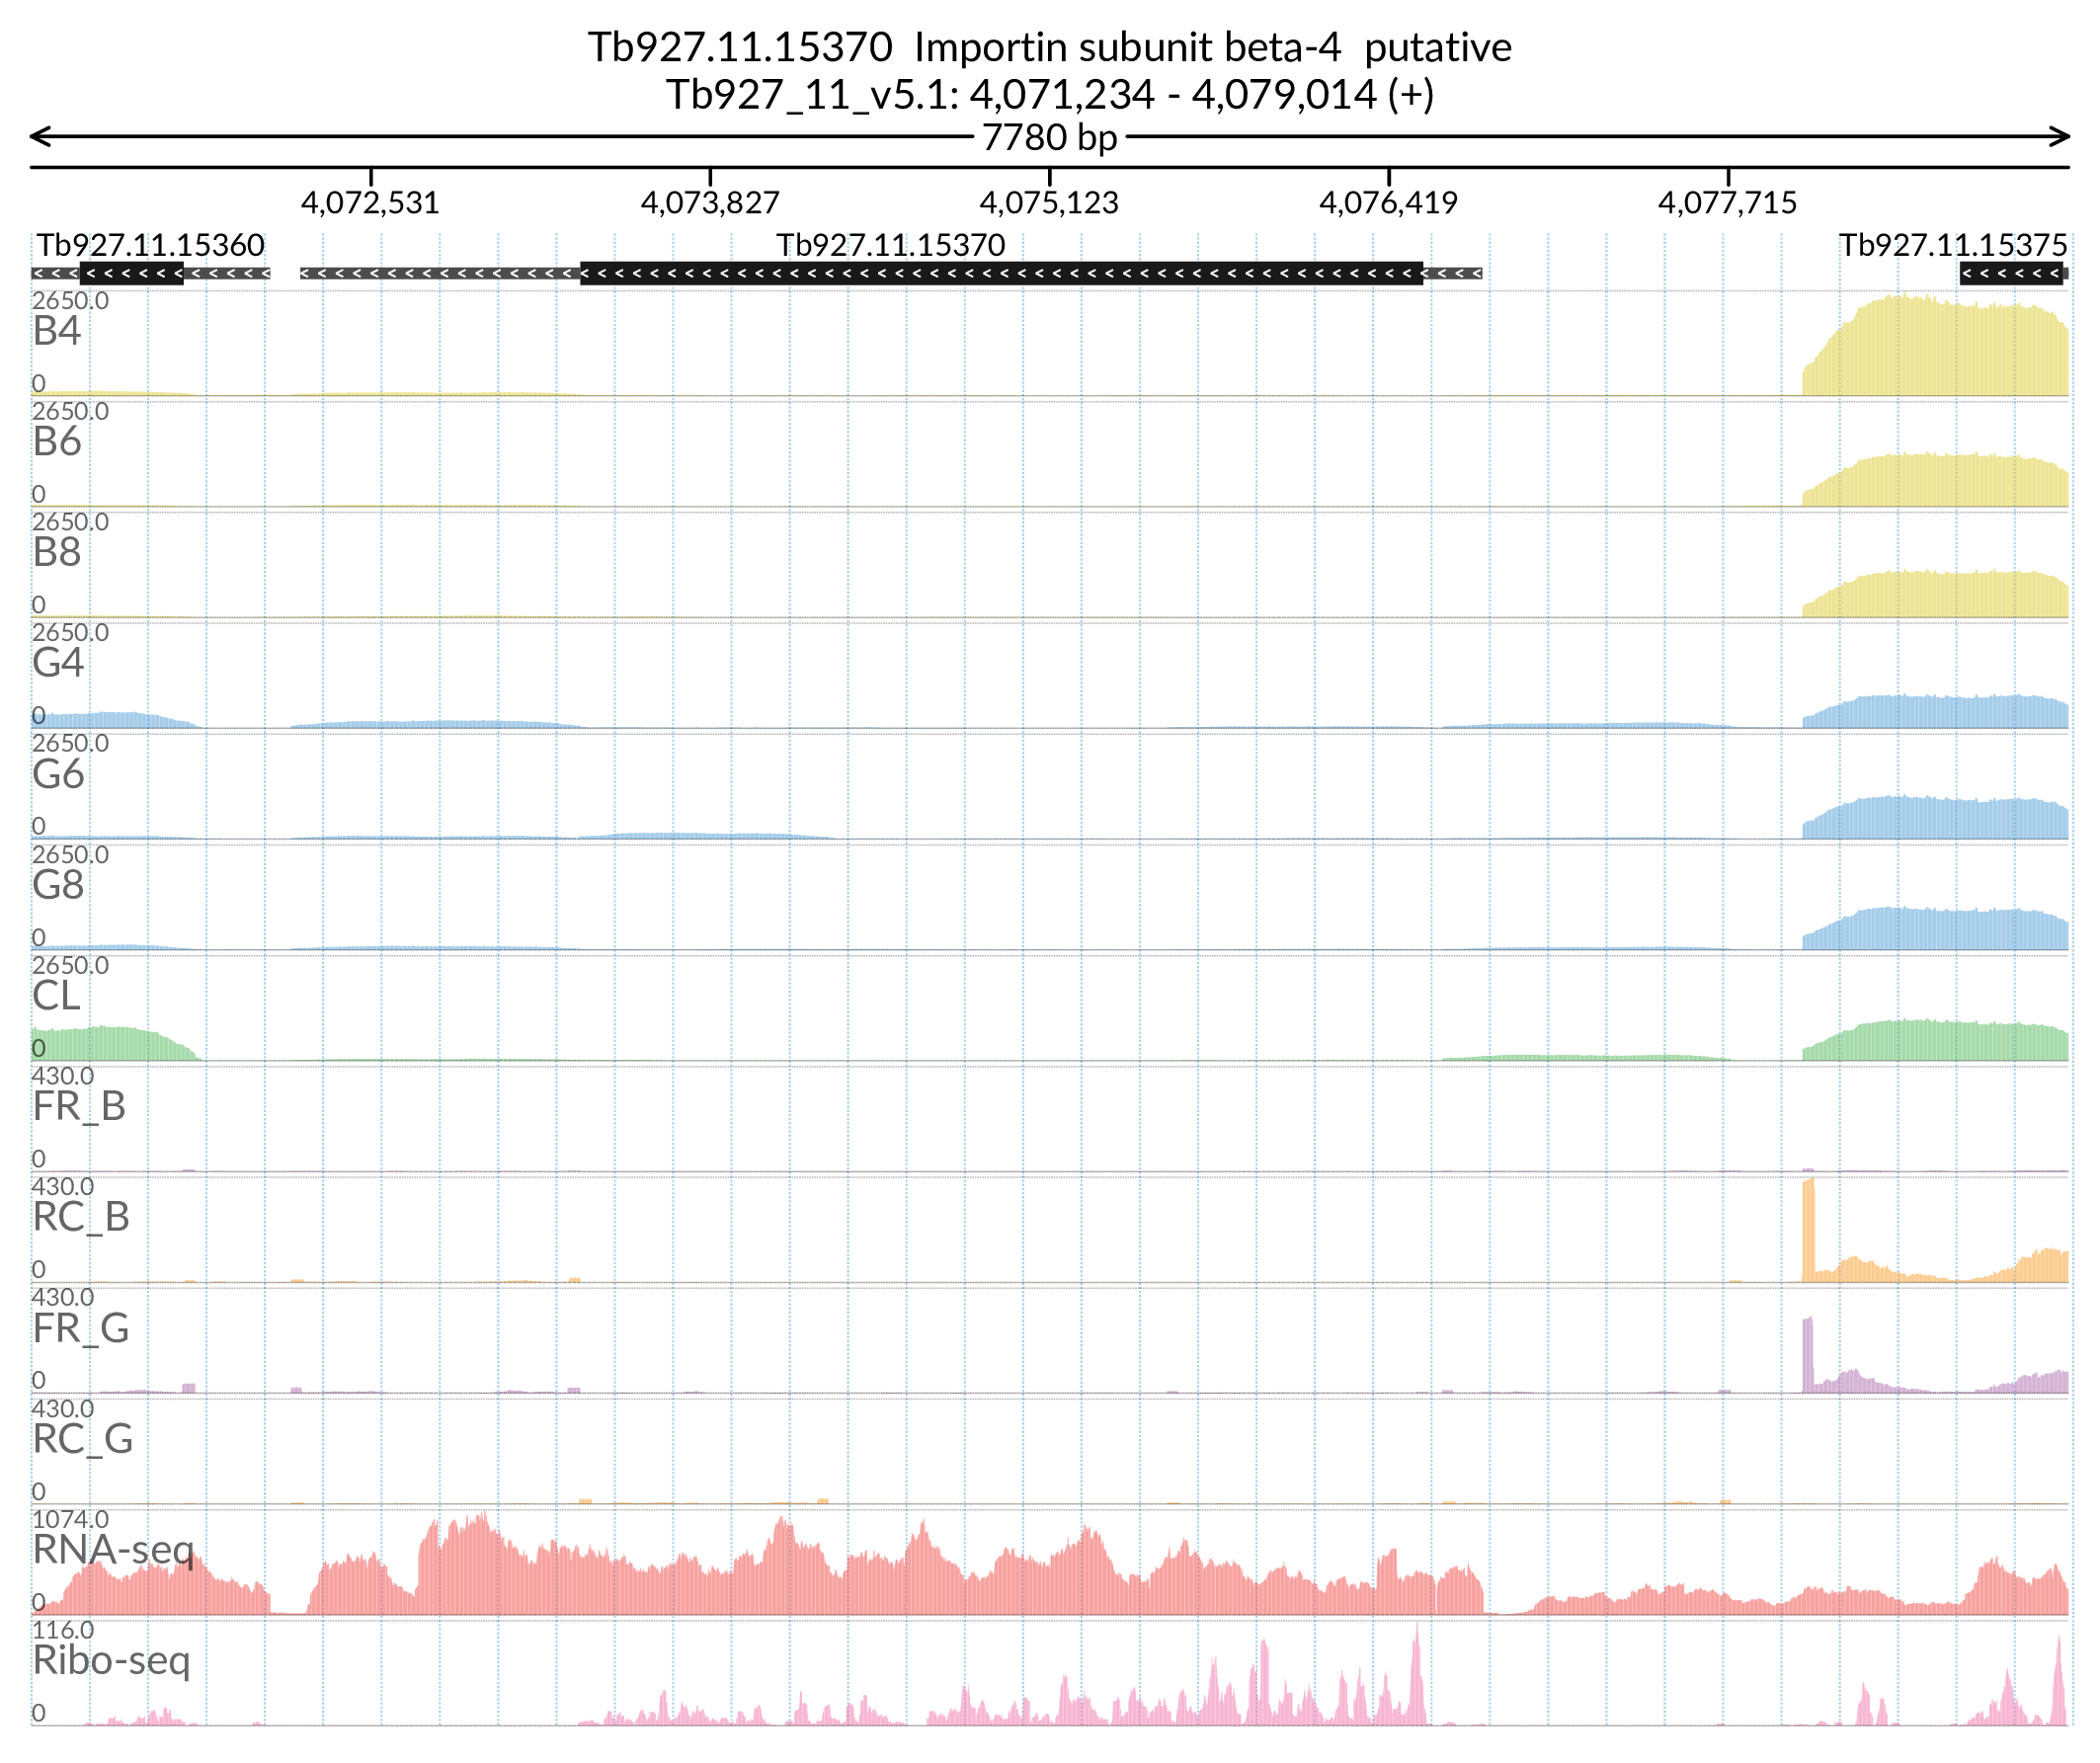 Tb927.11.15370 Importin subunit beta-4 putative
Tb927_11_v5.1: 4,071,234 - 4,079,014 (+)
7780 bp
4,072,531 4,073,827 4,075,123 4,076,419 4,077,715
Tb927.11.15360 Tb927.11.15370 Tb927.11.15375
2650.0
B4
0
2650.0
B6
0
2650.0
B8
0
2650.0
G4
0
2650.0
G6
0
2650.0
G8
0
2650.0
CL
0
430.0
FR_B
0
430.0
RC_B
0
430.0
FR_G
0
430.0
RC_G
0
1074.0
RNA-seq
0
116.0
Ribo-seq
0